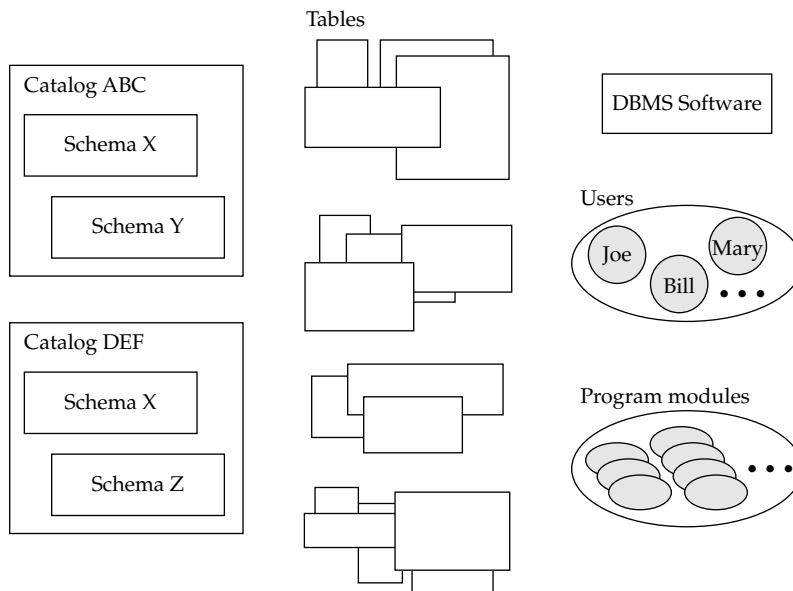 Tables
Catalog ABC
Schema X
Schema Y
DBMS Software
Users
Joe
Bill
Mary
Catalog DEF
Schema X
Schema Z
Program modules